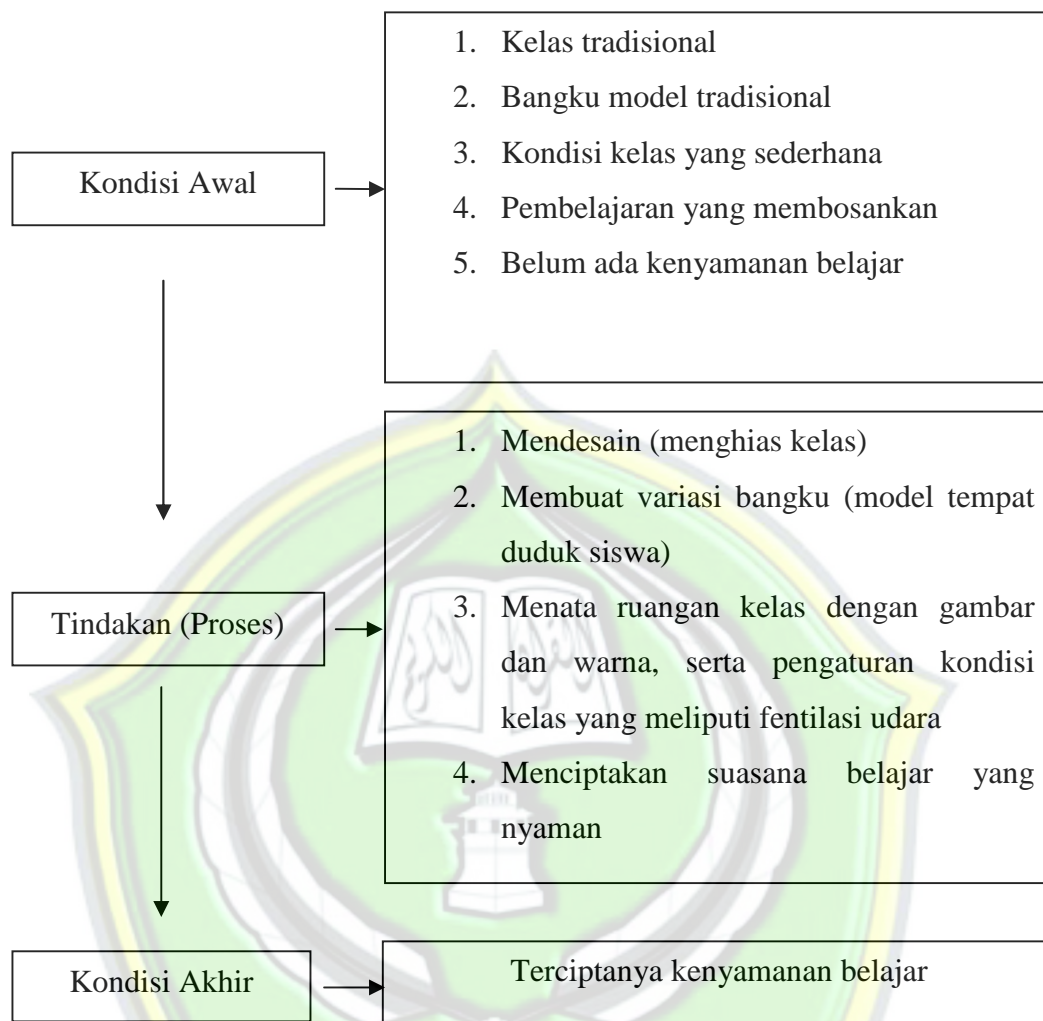 1. Kelas tradisional
2. Bangku model tradisional
3. Kondisi kelas yang sederhana
4. Pembelajaran yang membosankan
5. Belum ada kenyamanan belajar
Kondisi Awal
1. Mendesain (menghias kelas)
2. Membuat variasi bangku (model tempat
duduk siswa)
3. Menata ruangan kelas dengan gambar
dan warna, serta pengaturan kondisi
kelas yang meliputi fentilasi udara
4. Menciptakan suasana belajar yang
nyaman
Tindakan (Proses)
Kondisi Akhir
Terciptanya kenyamanan belajar